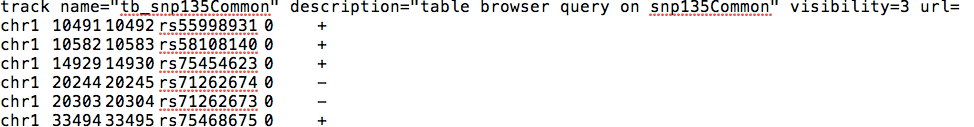 track name="tb_snp135Common" description="table browser query on snp135Common" visibility=3 url=
chr1 10491 10492 rs55998931 0 +
chr1 10582 10583 rs58108140 0 +
chr1 14929 14930 rs75454623 0 +
chr1 20244 20245 rs71262674 0 -
chr1 20303 20304 rs71262673 0 -
chr1 33494 33495 rs75468675 0 +